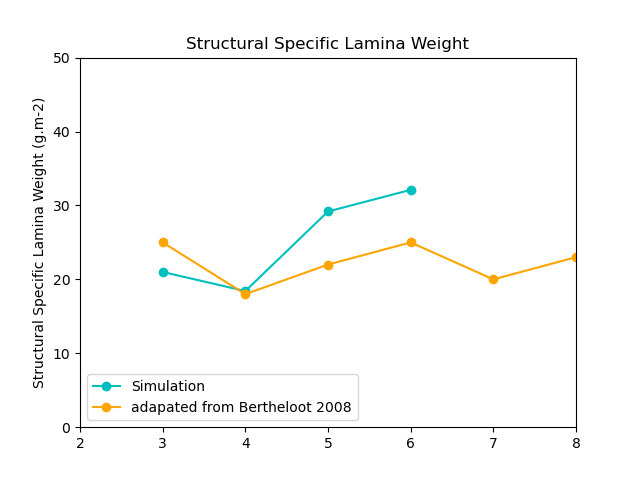 Structural Specific Lamina Weight
Structural Specific Lamina Weight (g.m-2)
50
40
30
20
10
0
2 3 4 5 6 7 8
Simulation
adapated from Bertheloot 2008